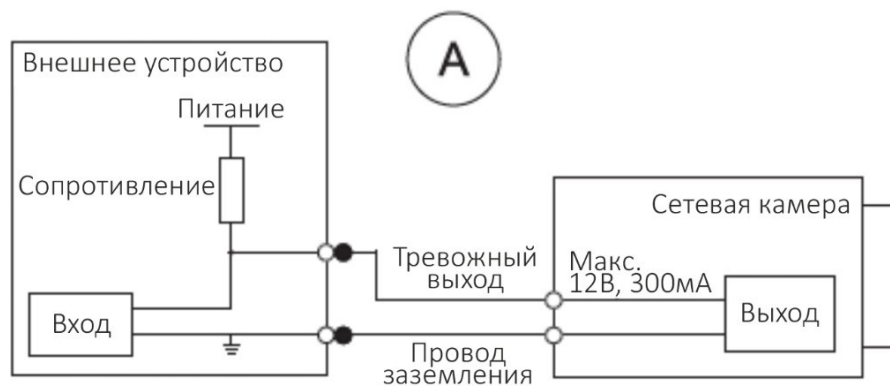 A
Внешнее устройство
Питание
Сопротивление
Вход
Тревожный
выход
Провод
заземления
Сетевая камера
Макс.
12В, 300мА
Выход